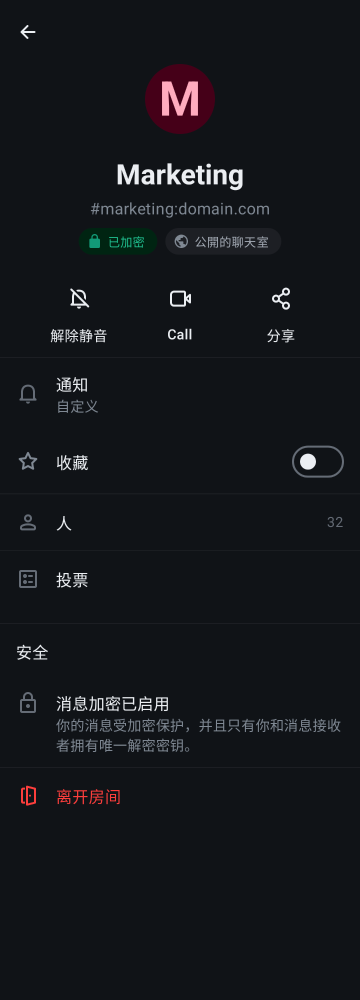 M
Marketing
#marketing:domain.com
已加密
公開的聊天室
解除静音
Call
分享
通知
自定义
收藏
人
32
投票
安全
消息加密已启用
你的消息受加密保护，并且只有你和消息接收
者拥有唯一解密密钥。
离开房间